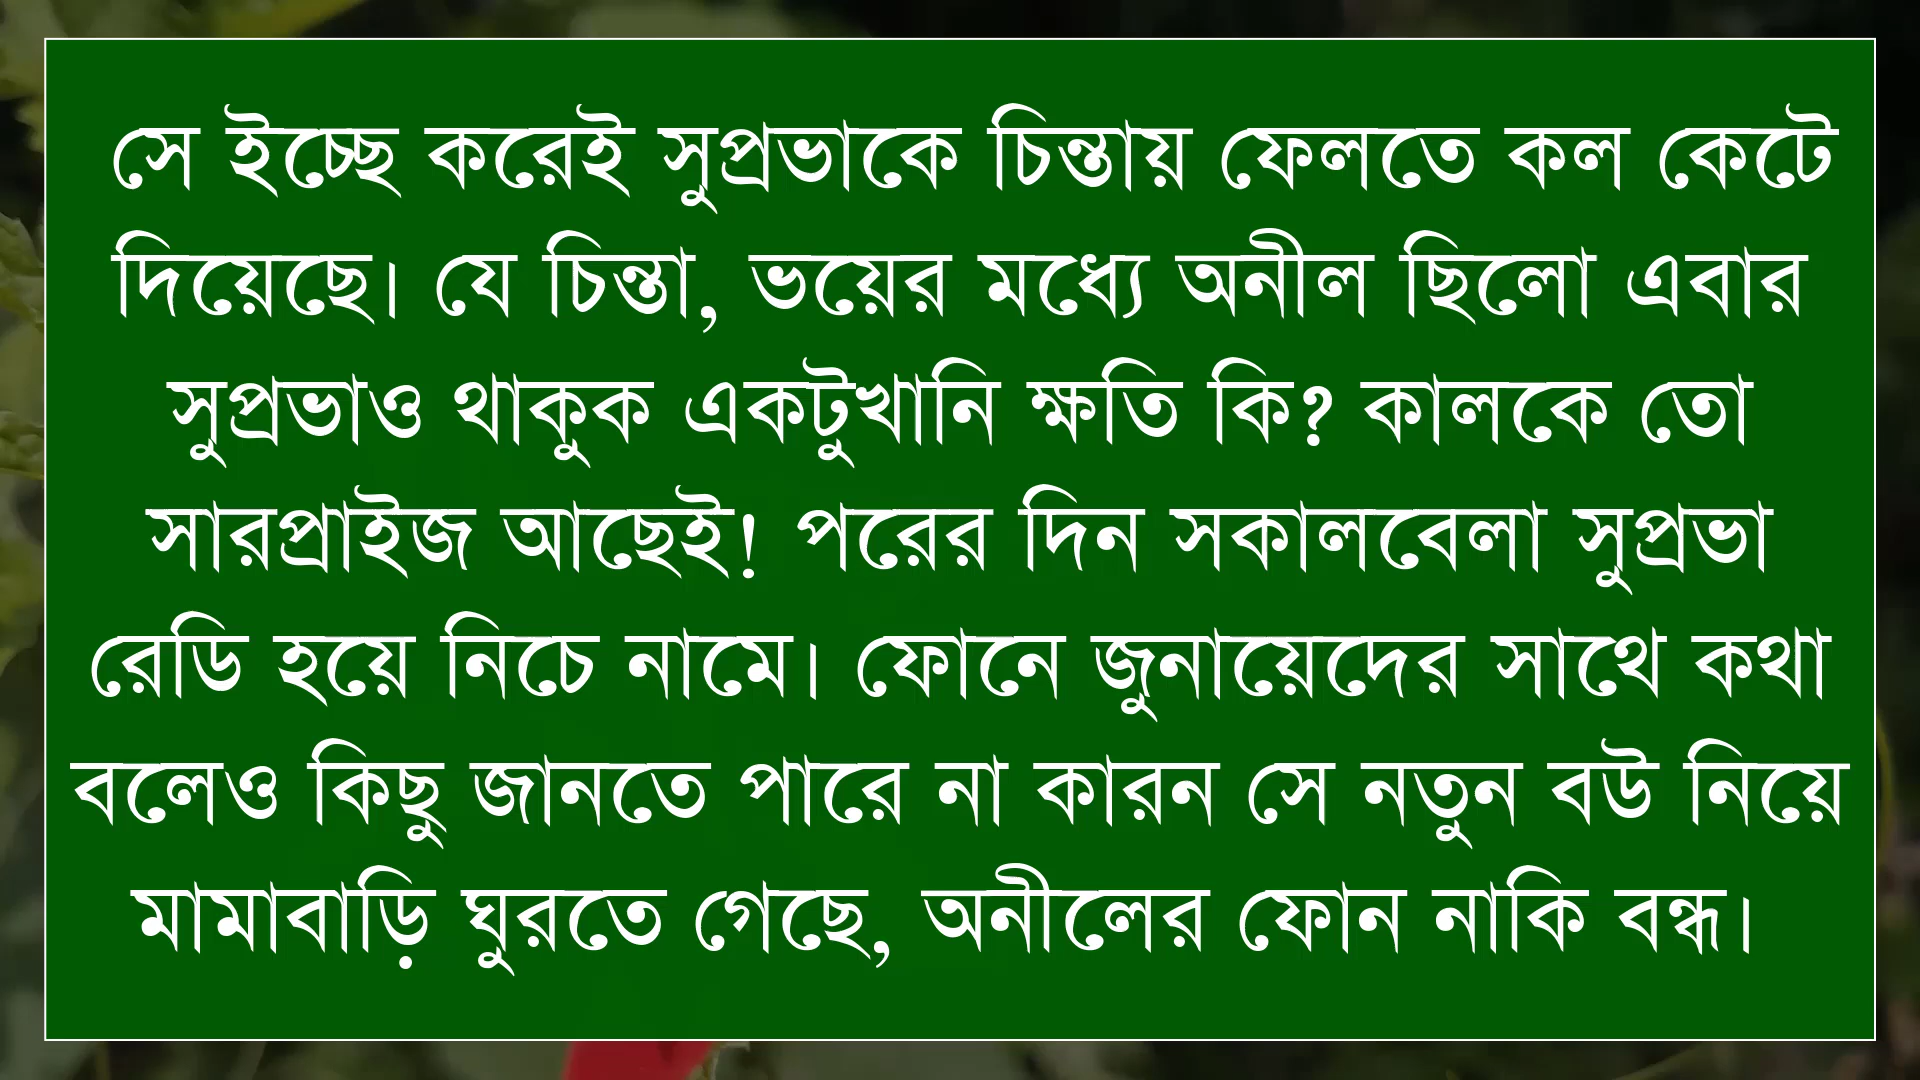 সে ইচ্ছে করেই সুপ্রভাকে চিন্তায় ফেলতে কল কেটে
দিয়েছে। যে চিন্তা, ভয়ের মধ্যে অনীল ছিলো এবার
সুপ্রভাও থাকুক একটুখানি ক্ষতি কি? কালকে তো
সারপ্রাইজ আছেই! পরের দিন সকালবেলা সুপ্রভা
রেডি হয়ে নিচে নামে। ফোনে জুনায়েদের সাথে কথা
বলেও কিছু জানতে পারে না কারন সে নতুন বউ নিয়ে
মামাবাড়ি ঘুরতে গেছে, অনীলের ফোন নাকি বন্ধ।